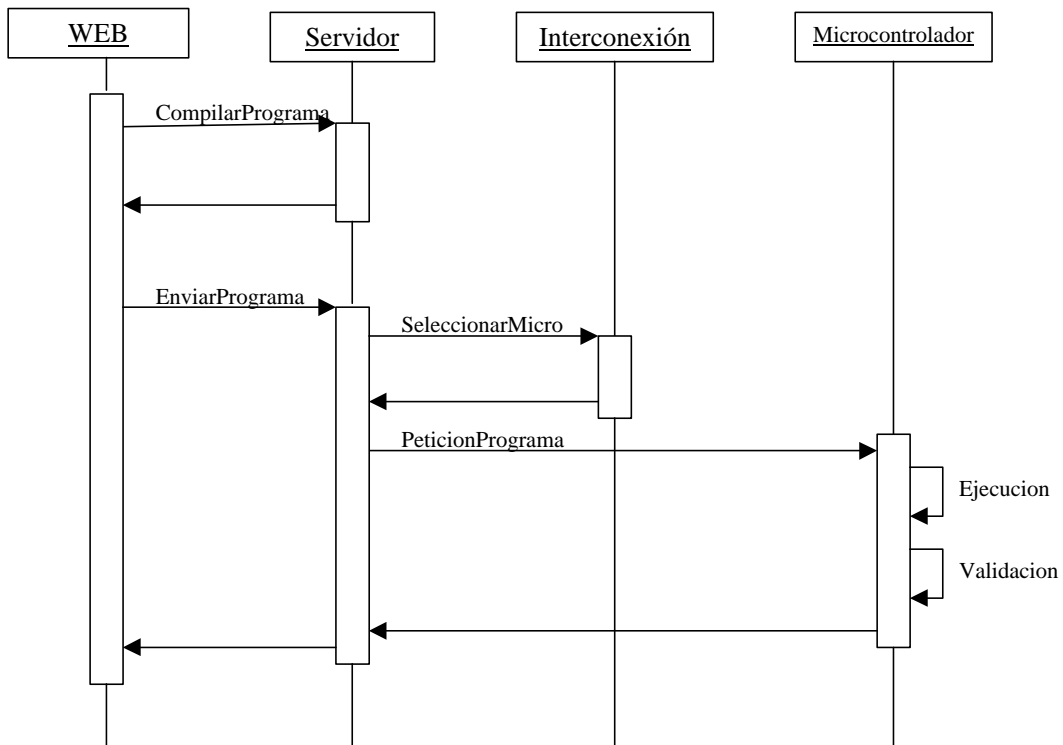 WEB
Servidor
Interconexión
Microcontrolador
CompilarPrograma
EnviarPrograma
SeleccionarMicro
PeticionPrograma
Ejecucion
Validacion